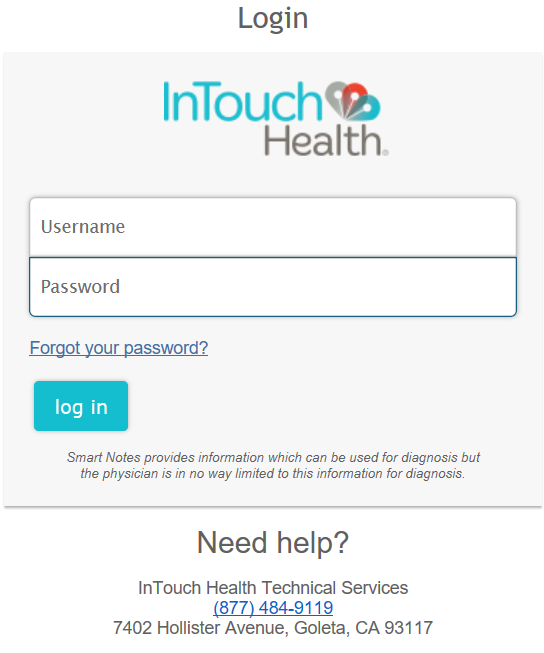 Login
InTouch
Health®
Username
Password
Forgot your password?
log in
Smart Notes provides information which can be used for diagnosis but
the physician is in no way limited to this information for diagnosis.
Need help?
InTouch Health Technical Services
(877) 484-9119
7402 Hollister Avenue, Goleta, CA 93117